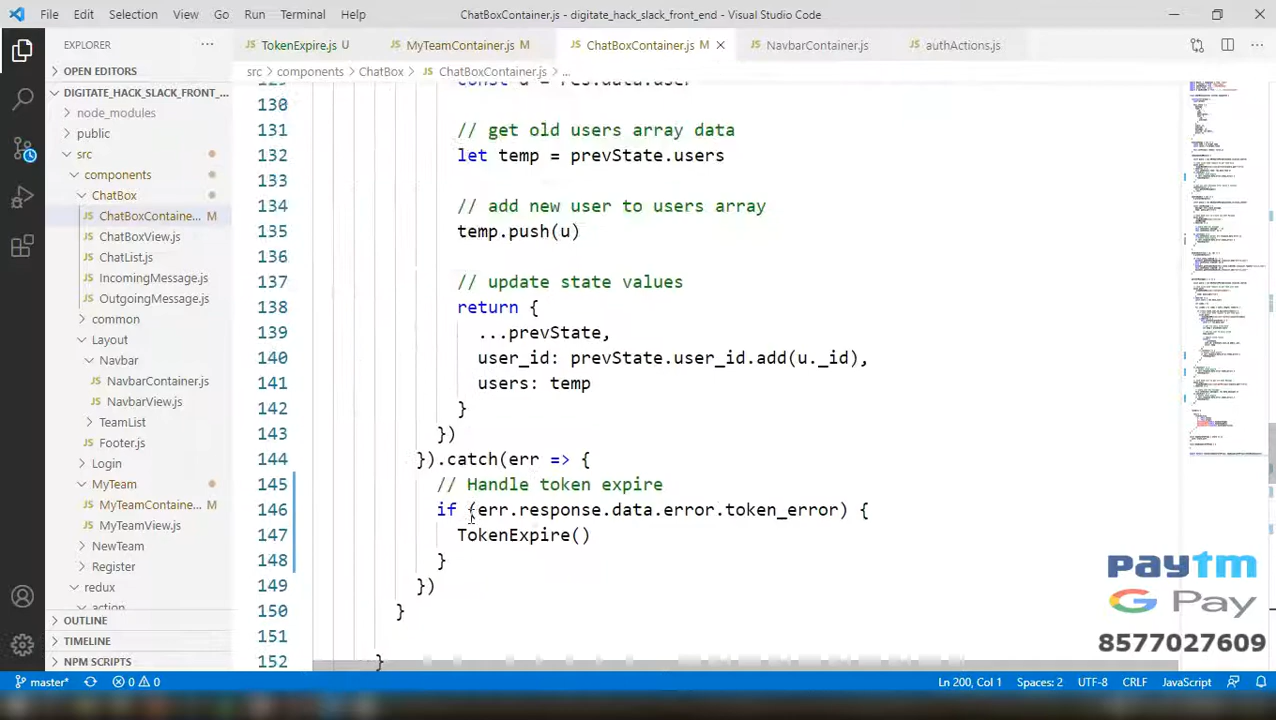 File Edit Selection View Go Run Terminal Help
ChatBoxContainer.js - digitate_hack_slack_front_end - Visual Studio Code
EXPLORER
TokenExpire.js U
MyTeamContainer.js M
ChatBoxContainer.js M
NavbarContainer.js
authActions.js
OPEN EDITORS
src > components > ChatBox > ChatBoxContainer.js > ...
DIGITATE_HACK_SLACK_FRONT_...
public
src
ChatBoxContaine... M
ChatBoxView.js
ChatList.js
IncomingMessage.js
OutgoingMessage.js
Navbar
NavbarContainer.js
NavbarView.js
TeamList
Footer.js
Login
MyTeamContaine... M
MyTeamView.js
NewTeam
Register
redux
action
OUTLINE
TIMELINE
NPM SCRIPTS
130
131 // get old users array data
132 let temp = prevState.users
133
134 // add new user to users array
135 temp.push(u)
136
137 // update state values
138 return {
139 ...prevState,
140 user_id: prevState.user_id.add(u._id),
141 users: temp
142 }
143 })
144 }).catch(err =>
145 // Handle token expire
146 if (err.response.data.error.token_error) {
147 TokenExpire()
148 }
149 })
150 }
151
152 }
paytm
G Pay
8577027609
master* 0 0
Ln 200, Col 1 Spaces: 2 UTF-8 CRLF JavaScript